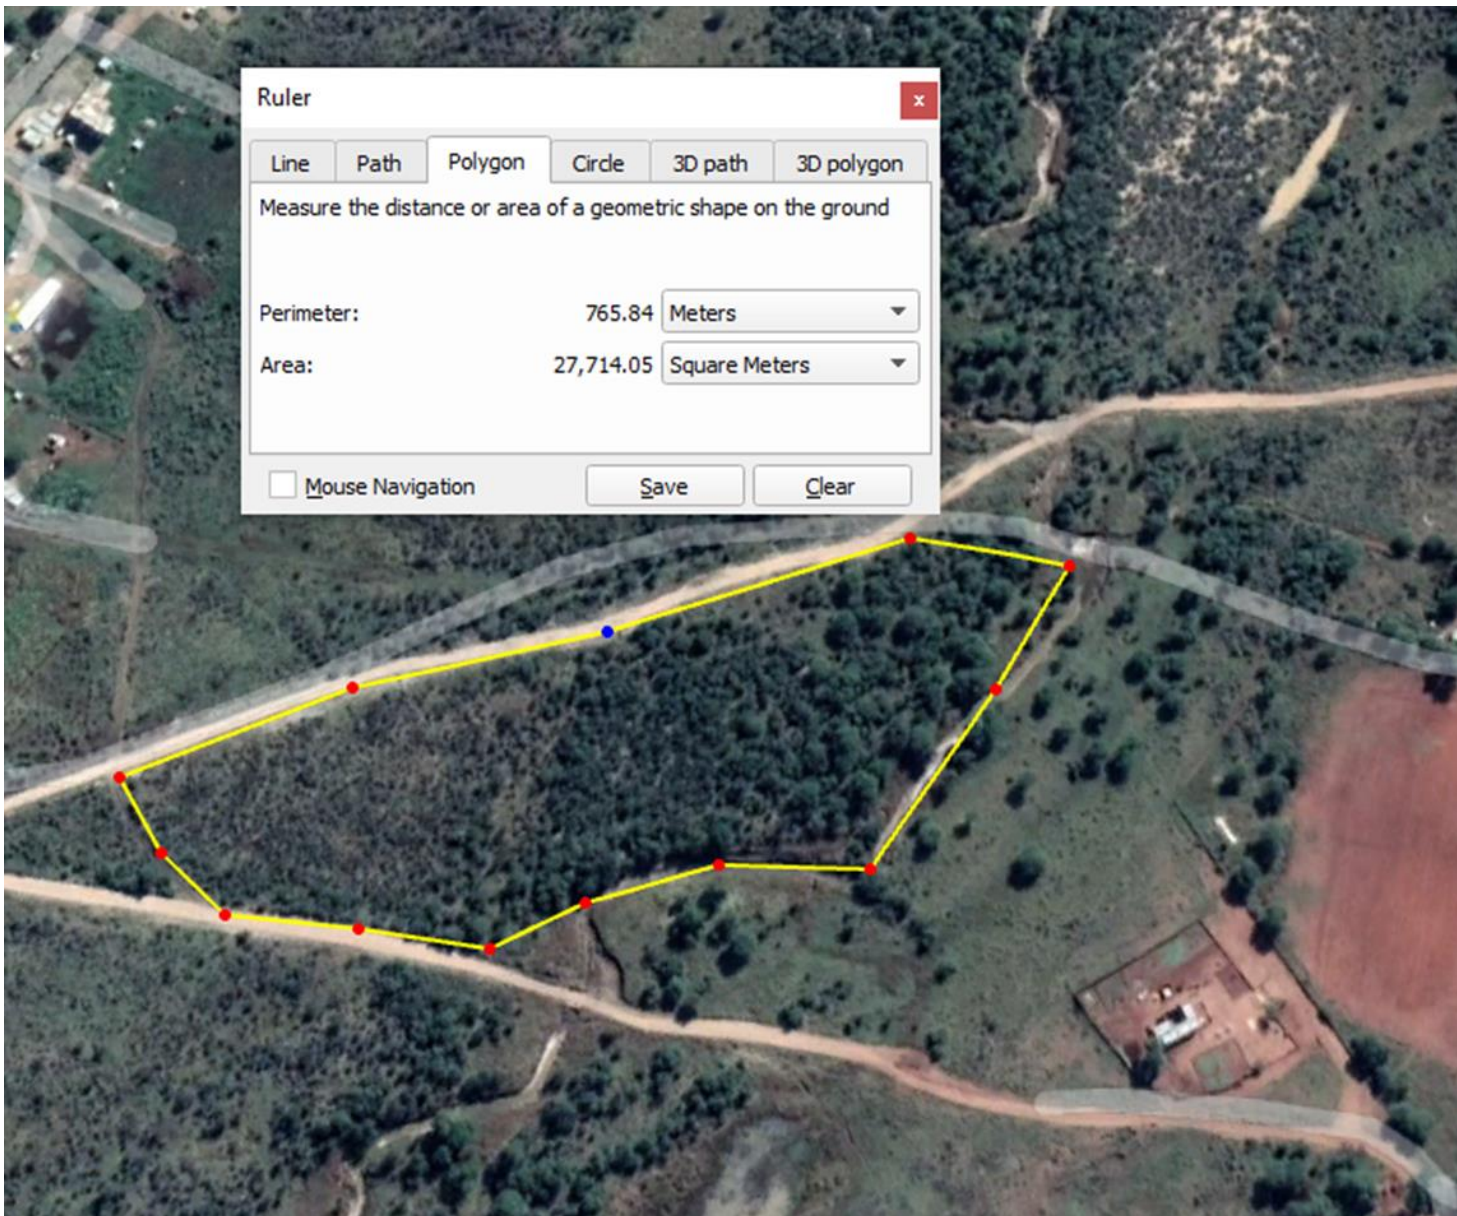 Ruler
x
Line Path Polygon Circle 3D path 3D polygon
Measure the distance or area of a geometric shape on the ground
Perimeter: 765.84 Meters
Area: 27,714.05 Square Meters
Mouse Navigation Save Clear